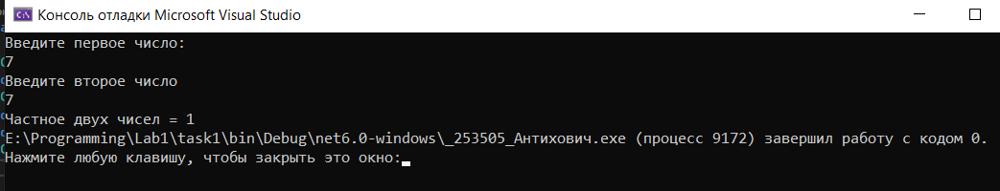 Консоль отладки Microsoft Visual Studio
Введите первое число:
7
Введите второе число
7
Частное двух чисел = 1
E:\Programming\Lab1\task1\bin\Debug\net6.0-windows\_253505_Антихович.exe (процесс 9172) завершил работу с кодом 0.
Нажмите любую клавишу, чтобы закрыть это окно: